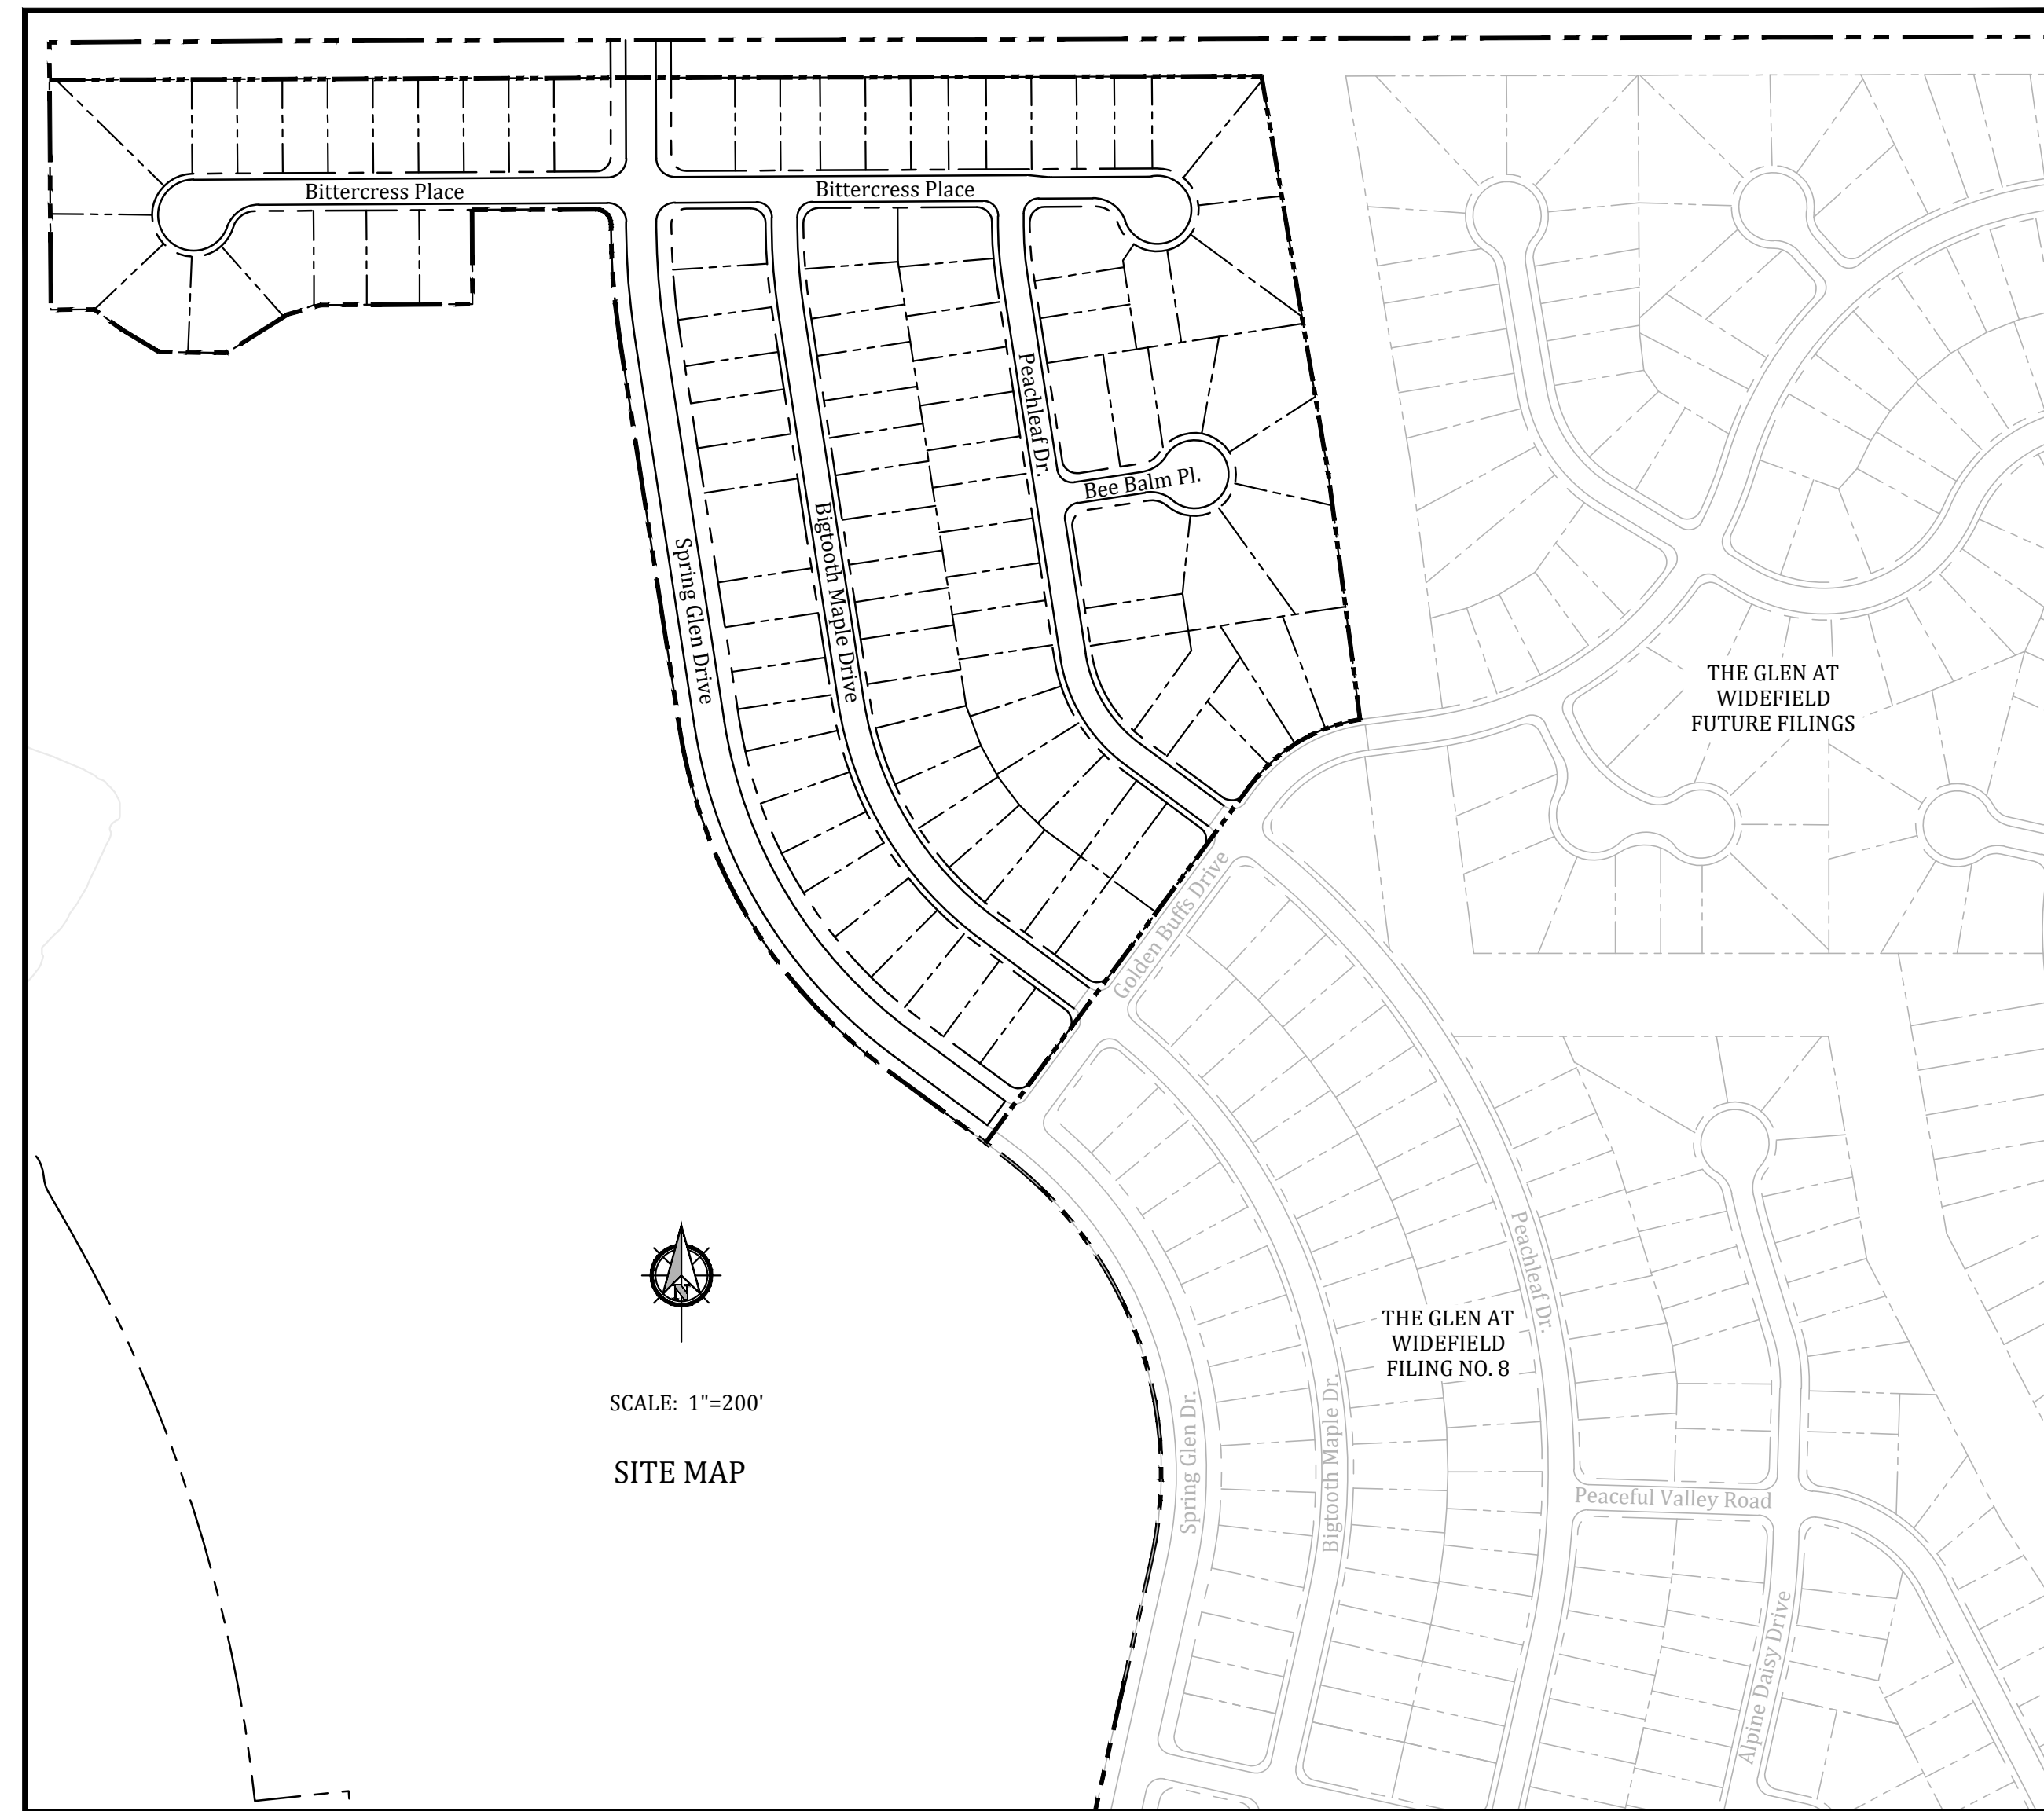 Bittercress Place
Bittercress Place
Peachleaf Dr.
Bee Balm Pl.
Bigtooth Maple Drive
Spring Glen Drive
THE GLEN AT
WIDEFIELD
FUTURE FILINGS
Golden Buffs Drive
Peachleaf Dr.
N
THE GLEN AT
WIDEFIELD
FILING NO. 8
SCALE: 1"=200'
SITE MAP
Spring Glen Dr.
Bigtooth Maple Dr.
Peaceful Valley Road
Alpine Daisy Drive